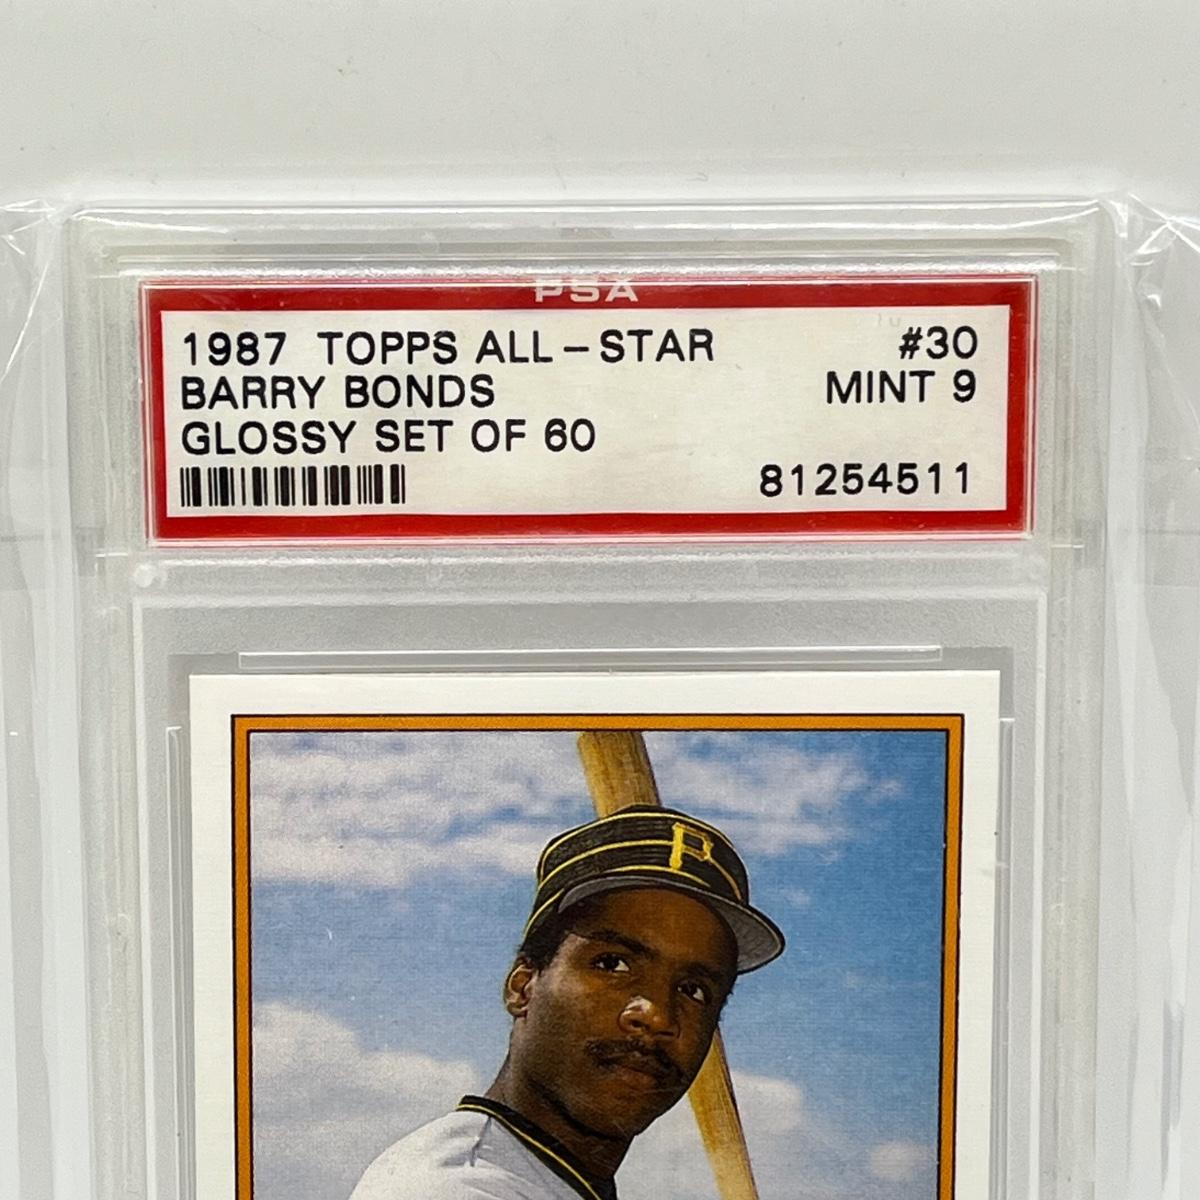 PSA
1987 TOPPS ALL-STAR #30
BARRY BONDS MINT 9
GLOSSY SET OF 60
81254511
P